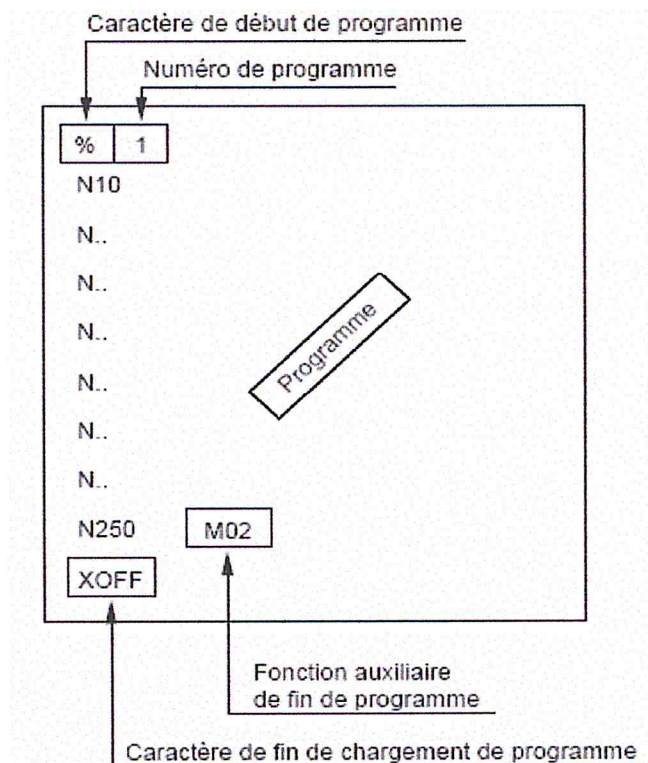 Caractère de début de programme
Numéro de programme
% 1
N10
N..
N..
N..
N..
N..
N..
Programme
N250 M02
XOFF
Fonction auxiliaire
de fin de programme
Caractère de fin de chargement de programme